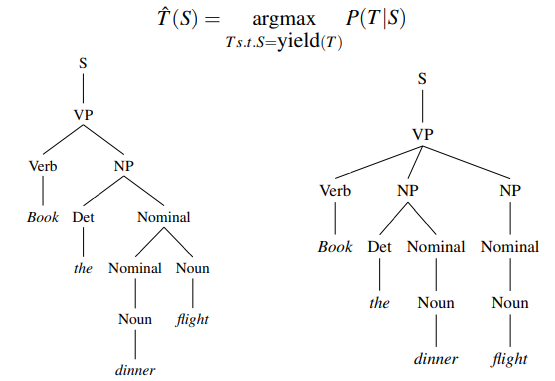 T̂(S) = argmax P(T|S)
T s.t. S=yield(T)
S
VP
Verb NP
Book Det Nominal
the Nominal Noun
Noun flight
dinner
S
VP
Verb NP NP
Book Det Nominal Nominal
the Noun Noun
dinner flight